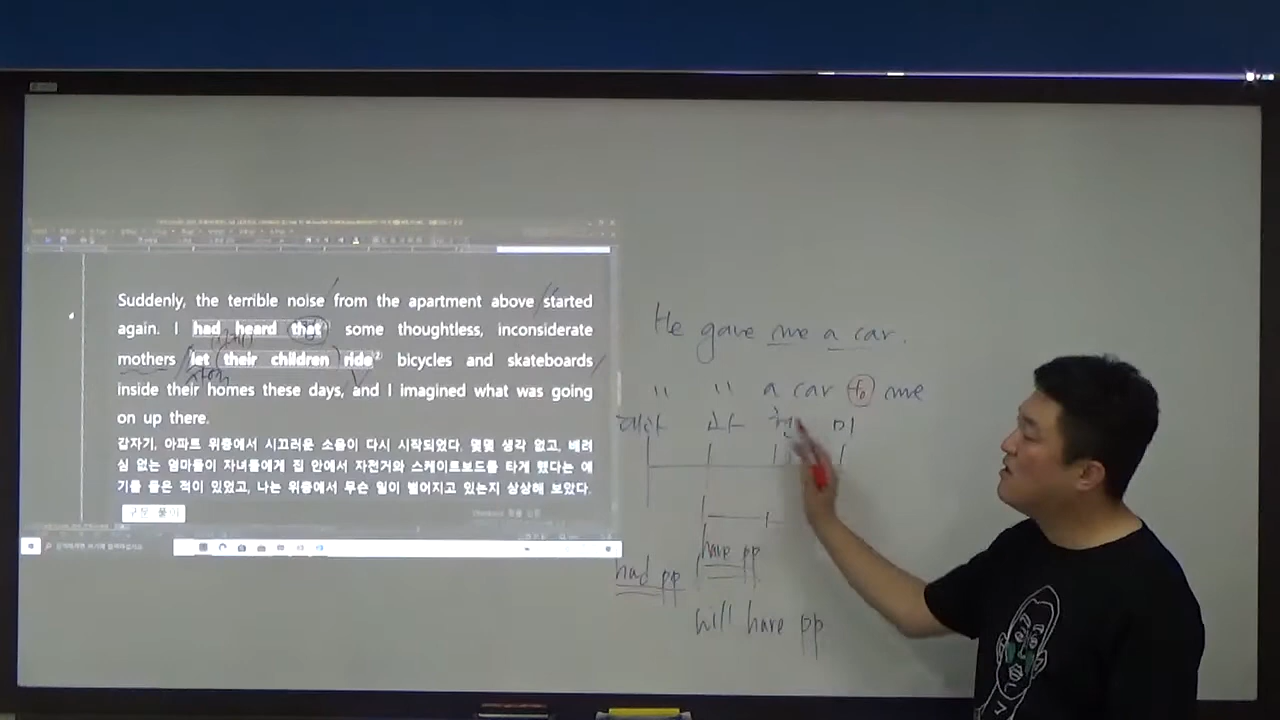 Suddenly, the terrible noise from the apartment above started
again. I had heard that some thoughtless, inconsiderate
mothers let their children ride bicycles and skateboards
inside their homes these days, and I imagined what was going
on up there.
갑자기, 아파트 위층에서 시끄러운 소음이 다시 시작되었다. 몇몇 생각 없고, 배려
심 없는 엄마들이 자녀들에게 집 안에서 자전거와 스케이트보드를 타게 했다는 얘
기를 들은 적이 있었고, 나는 위층에서 무슨 일이 벌어지고 있는지 상상해 보았다.
구문 풀이
He gave me a car.
" " a car to me
대과 과 현 미
have pp
had pp
will have pp